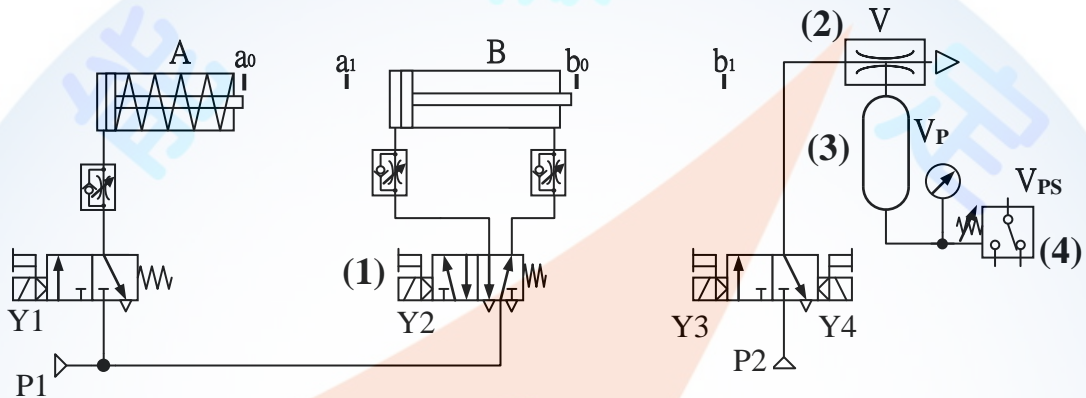 (2) V
A a₀ a₁ B b₀ b₁
(3) Vₚ
Vₚₛ
(1) (4)
Y1 Y2 Y3 Y4
P1 P2